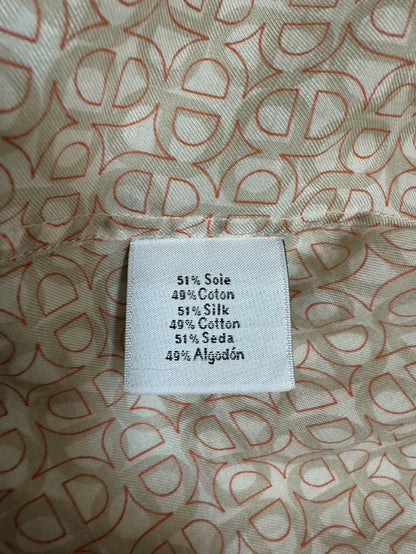 51% Soie
49% Coton
51% Silk
49% Cotton
51% Seda
49% Algodón